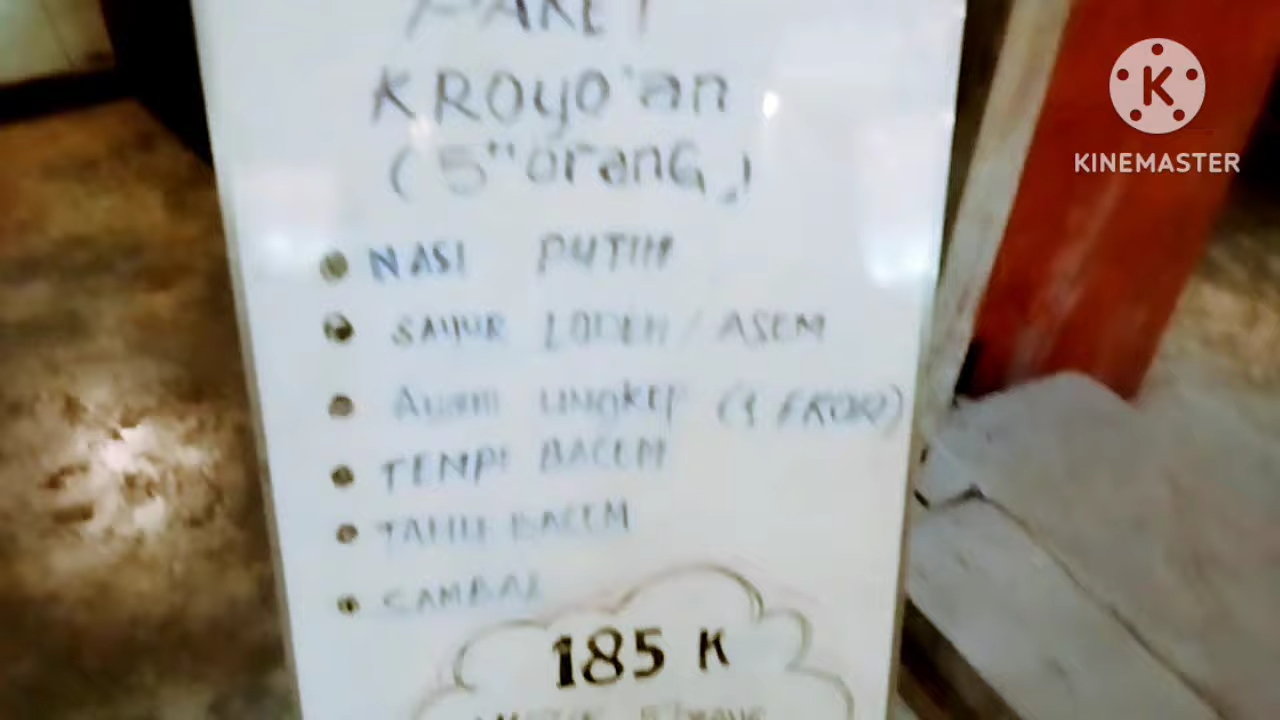 PAKET
KROyO'an
(5" OranG,)
NASI PUTIH
SAYUR LODEH / ASEM
AYam UNgKEP (1 EKOR)
TEMPE BACEM
TAHU BACEM
SAMBAL
185 K
K
KINEMASTER